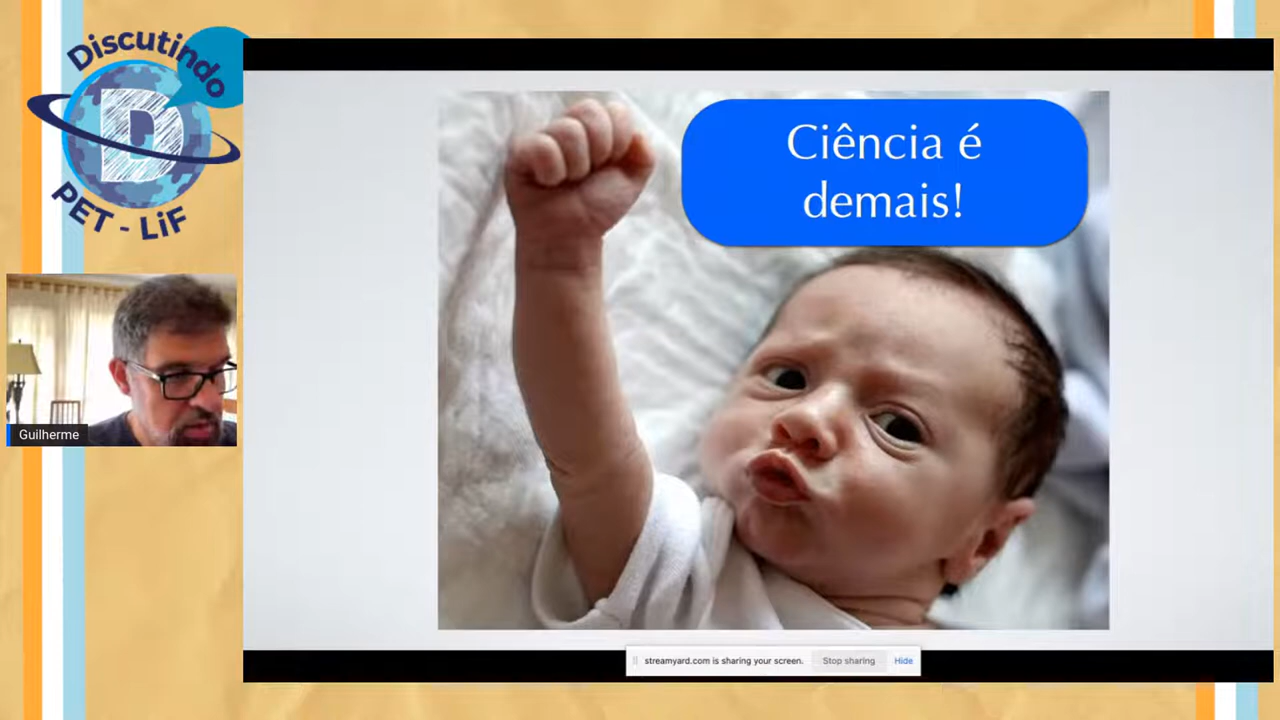 Discutindo
D
PET - LiF
Ciência é
demais!
Guilherme
streamyard.com is sharing your screen.
Stop sharing
Hide